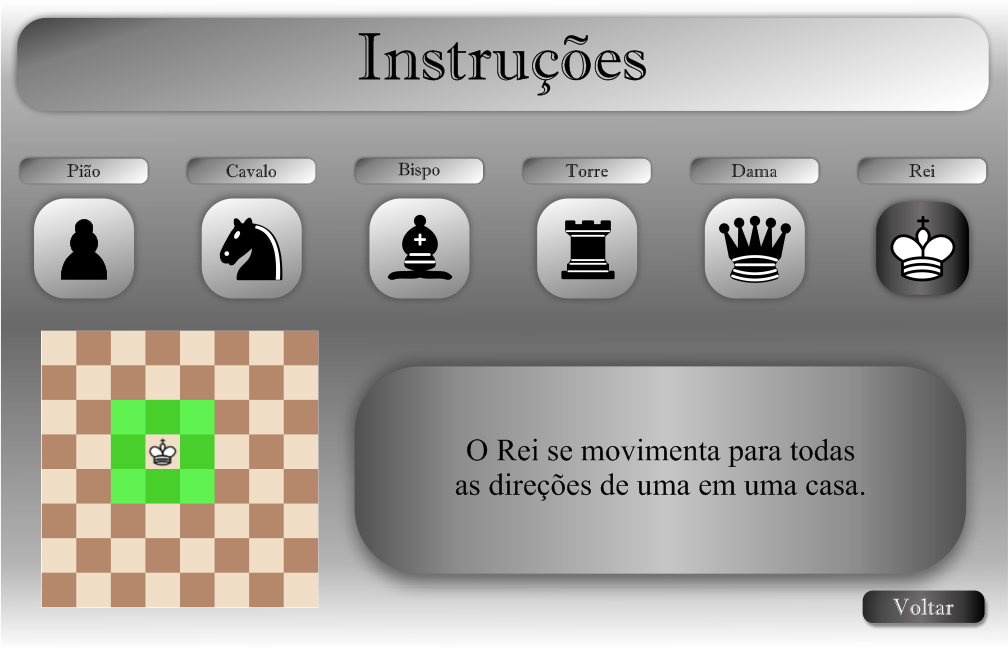 Instruções
Pião
Cavalo
Bispo
Torre
Dama
Rei
O Rei se movimenta para todas
as direções de uma em uma casa.
Voltar